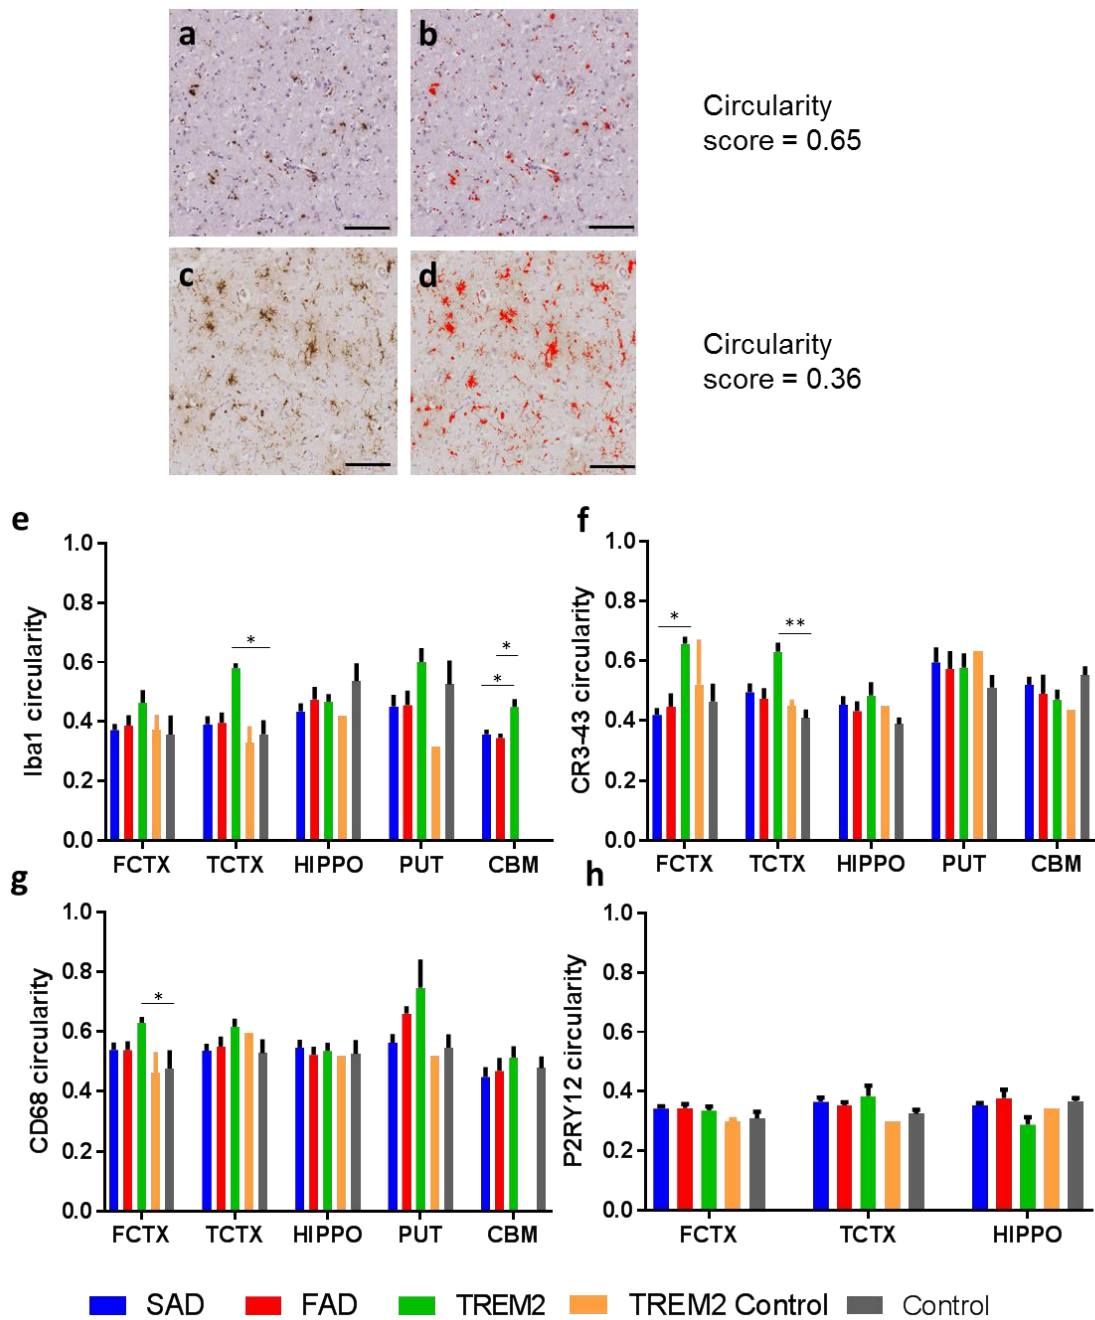 a
b
Circularity
score = 0.65
c
d
Circularity
score = 0.36
e
Iba1 circularity
1.0
0.8
0.6
0.4
0.2
0.0
*
*
*
FCTX TCTX HIPPO PUT CBM
f
CR3-43 circularity
1.0
0.8
0.6
0.4
0.2
0.0
*
**
FCTX TCTX HIPPO PUT CBM
g
CD68 circularity
1.0
0.8
0.6
0.4
0.2
0.0
*
FCTX TCTX HIPPO PUT CBM
h
P2RY12 circularity
1.0
0.8
0.6
0.4
0.2
0.0
FCTX TCTX HIPPO
SAD FAD TREM2 TREM2 Control Control